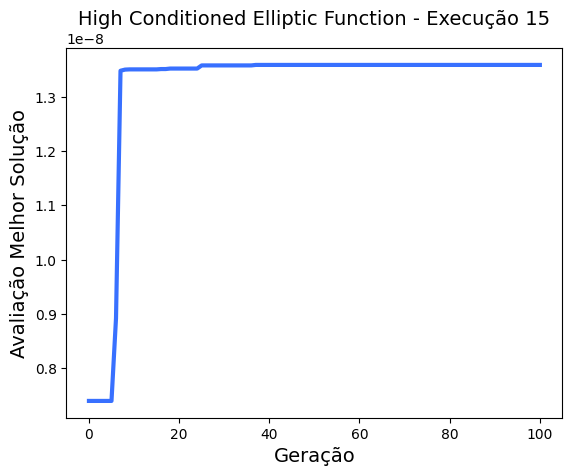 High Conditioned Elliptic Function - Execução 15
1e−8
1.3
1.2
1.1
1.0
0.9
0.8
Avaliação Melhor Solução
0 20 40 60 80 100
Geração